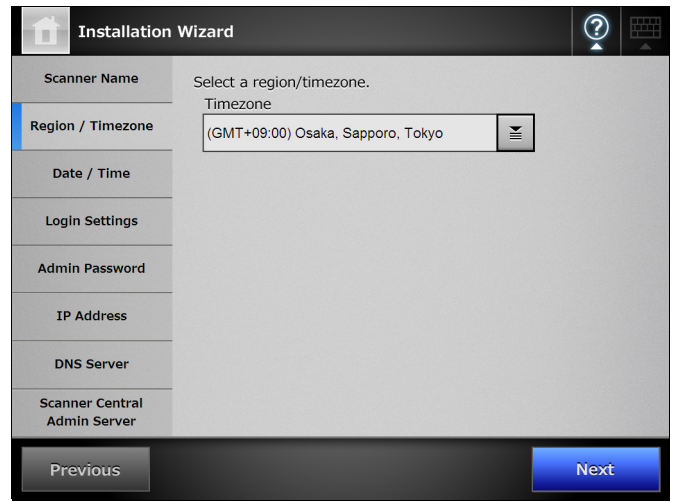 Installation Wizard
?
Scanner Name
Region / Timezone
Date / Time
Login Settings
Admin Password
IP Address
DNS Server
Scanner Central
Admin Server
Select a region/timezone.
Timezone
(GMT+09:00) Osaka, Sapporo, Tokyo
Previous
Next